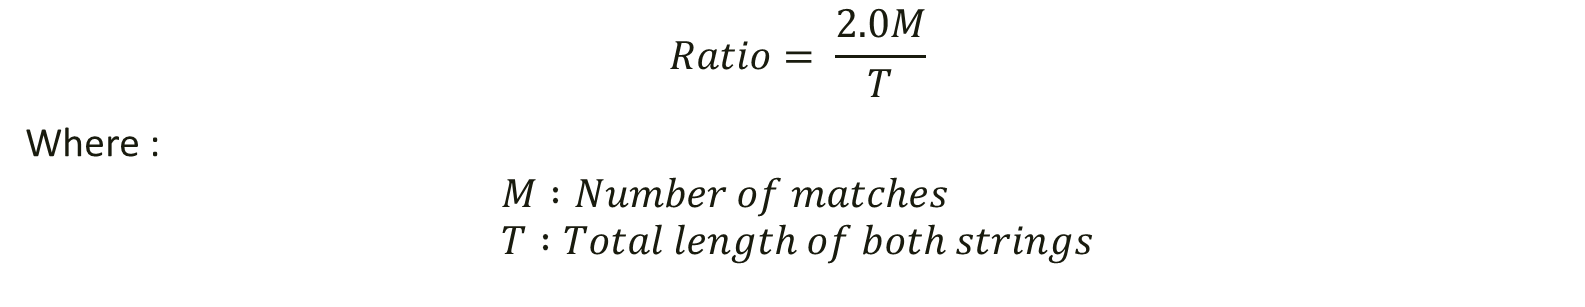 Ratio = 2.0M / T
Where :
M : Number of matches
T : Total length of both strings